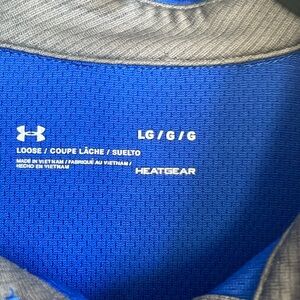 LG / G / G
LOOSE / COUPE LÂCHE / SUELTO
MADE IN VIETNAM / FABRIQUÉ AU VIETNAM /
HECHO EN VIETNAM
HEATGEAR